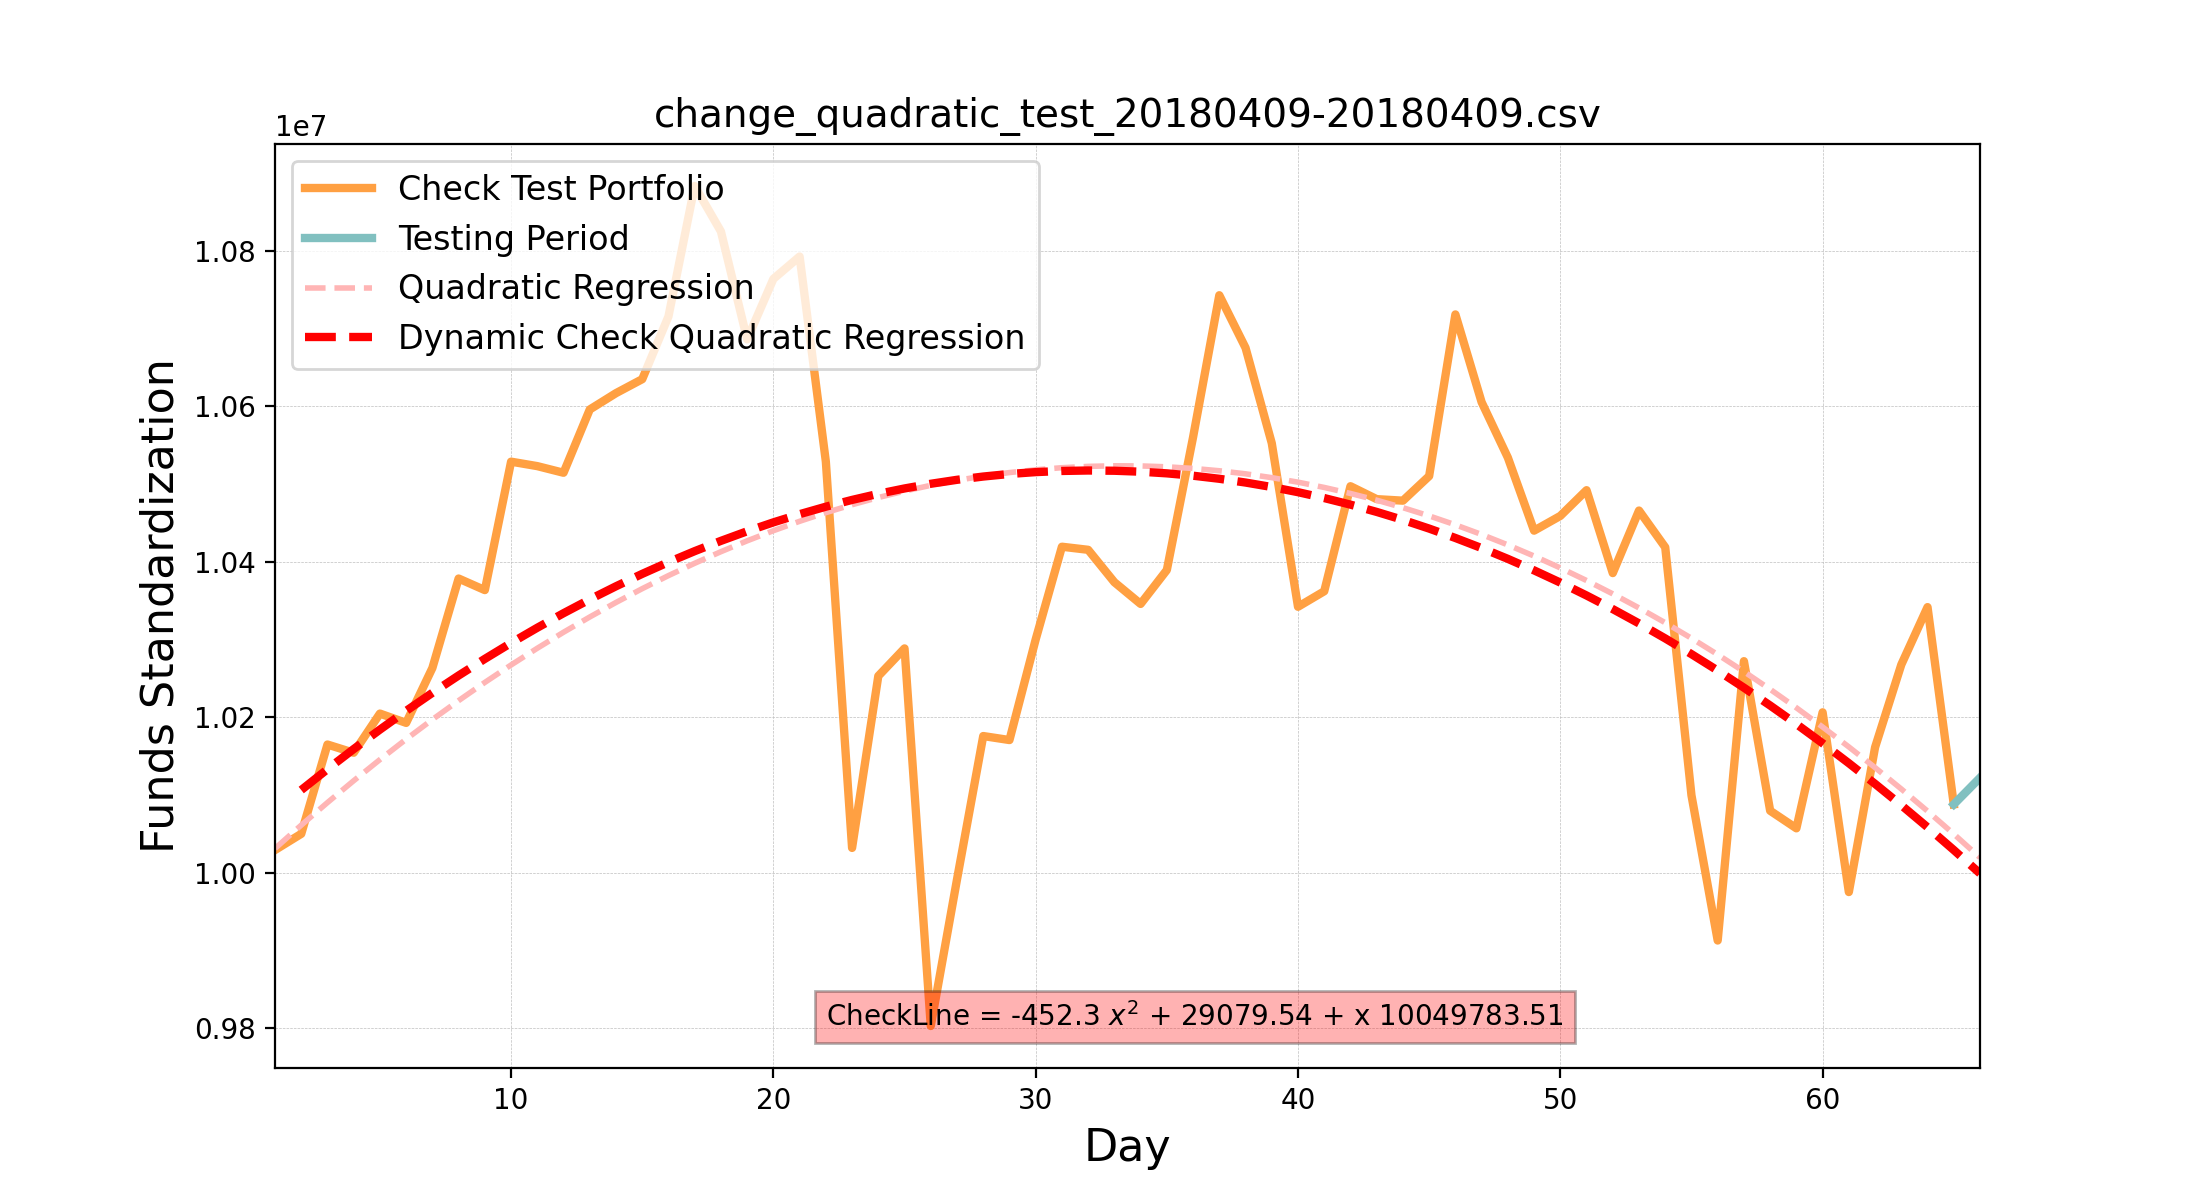 change_quadratic_test_20180409-20180409.csv
1e7
Check Test Portfolio
Testing Period
Quadratic Regression
Dynamic Check Quadratic Regression
1.08
1.06
1.04
1.02
1.00
0.98
Funds Standardization
CheckLine = -452.3 x² + 29079.54 + x 10049783.51
10 20 30 40 50 60
Day